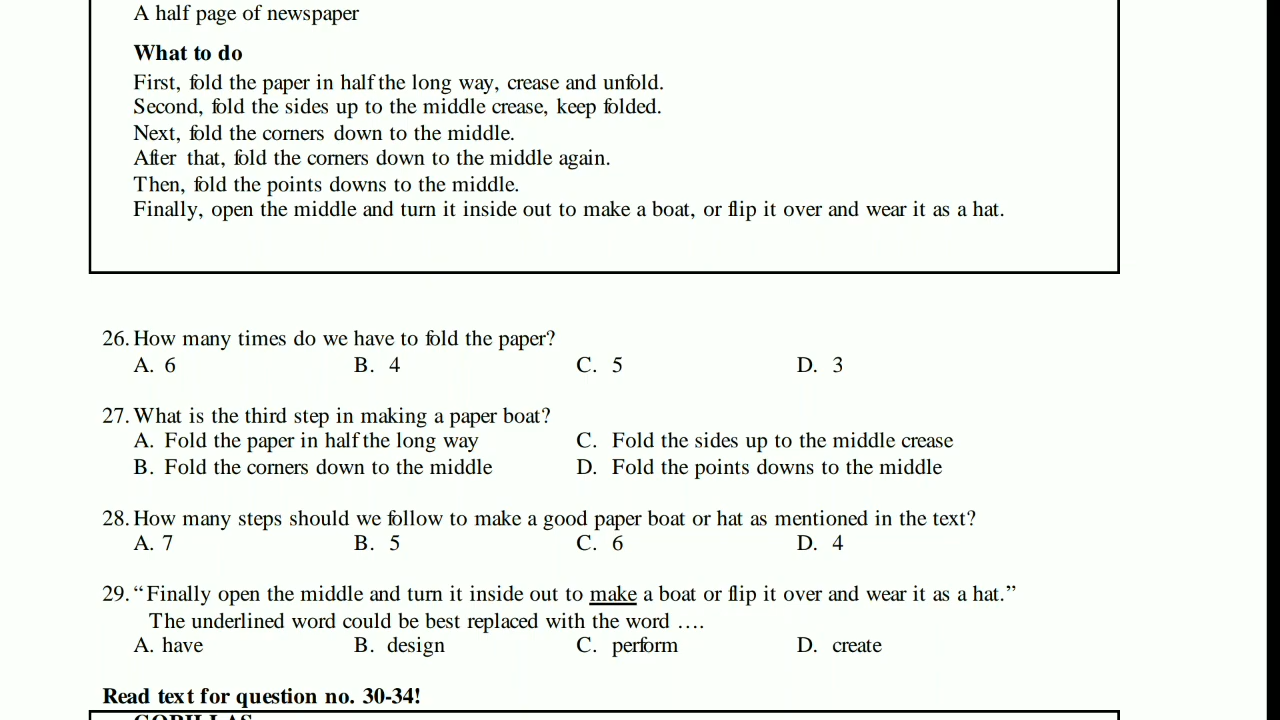 A half page of newspaper
What to do
First, fold the paper in half the long way, crease and unfold.
Second, fold the sides up to the middle crease, keep folded.
Next, fold the corners down to the middle.
After that, fold the corners down to the middle again.
Then, fold the points downs to the middle.
Finally, open the middle and turn it inside out to make a boat, or flip it over and wear it as a hat.
26. How many times do we have to fold the paper?
A. 6 B. 4 C. 5 D. 3
27. What is the third step in making a paper boat?
A. Fold the paper in half the long way C. Fold the sides up to the middle crease
B. Fold the corners down to the middle D. Fold the points downs to the middle
28. How many steps should we follow to make a good paper boat or hat as mentioned in the text?
A. 7 B. 5 C. 6 D. 4
29. “Finally open the middle and turn it inside out to make a boat or flip it over and wear it as a hat.”
The underlined word could be best replaced with the word ….
A. have B. design C. perform D. create
Read text for question no. 30-34!
GORILLAS